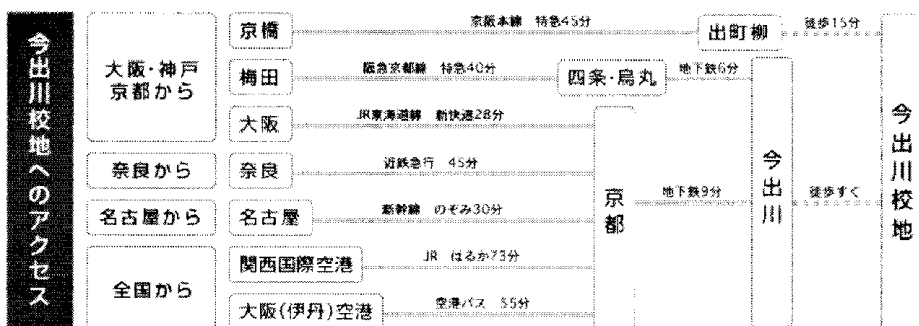 今出川校地へのアクセス
大阪・神戸
京都から
京橋
京阪本線 特急45分
出町柳
徒歩15分
梅田
阪急京都線 特急40分
四条・烏丸
地下鉄6分
大阪
JR東海道線 新快速28分
奈良から
奈良
近鉄急行 45分
名古屋から
名古屋
新幹線 のぞみ30分
全国から
関西国際空港
JR はるか73分
大阪(伊丹)空港
空港バス 55分
京都
地下鉄9分
今出川
徒歩すぐ
今出川校地